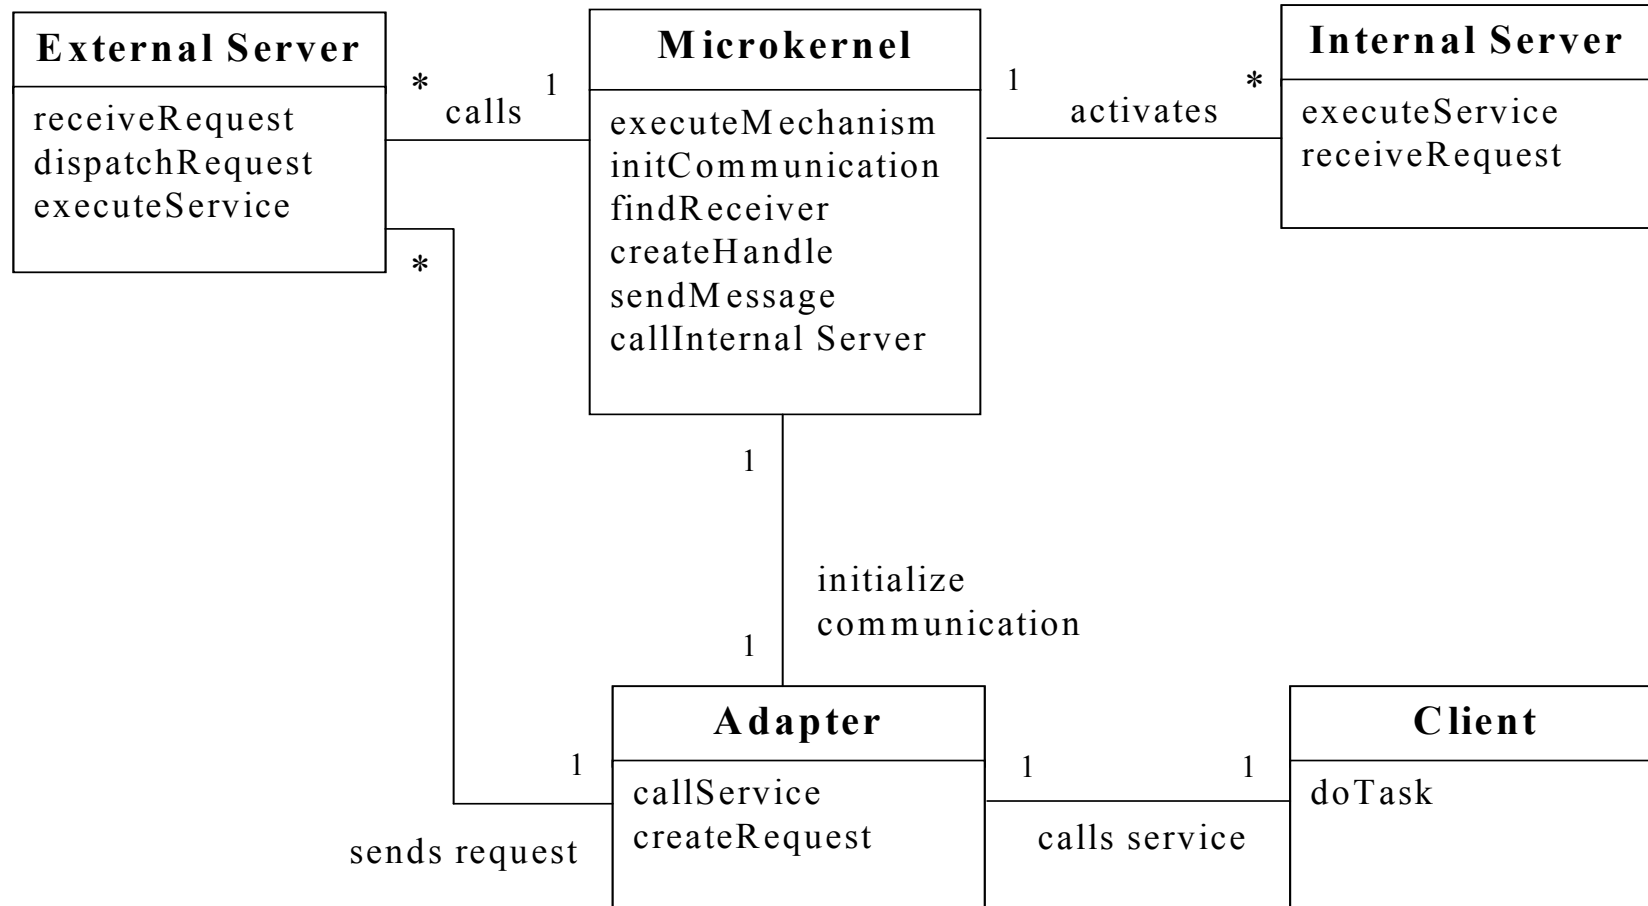 External Server
receiveRequest
dispatchRequest
executeService
*
calls
1
*
Microkernel
executeMechanism
initCommunication
findReceiver
createHandle
sendMessage
callInternal Server
1
activates
*
Internal Server
executeService
receiveRequest
1
initialize
communication
1
1
sends request
Adapter
callService
createRequest
1
calls service
1
Client
doTask